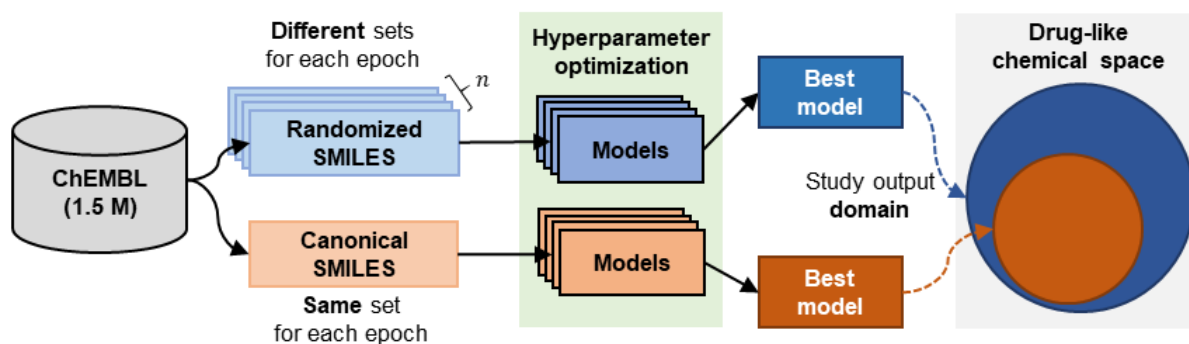 Different sets
for each epoch
n
Randomized
SMILES
ChEMBL
(1.5 M)
Canonical
SMILES
Same set
for each epoch
Hyperparameter
optimization
Models
Models
Best
model
Best
model
Study output
domain
Drug-like
chemical space